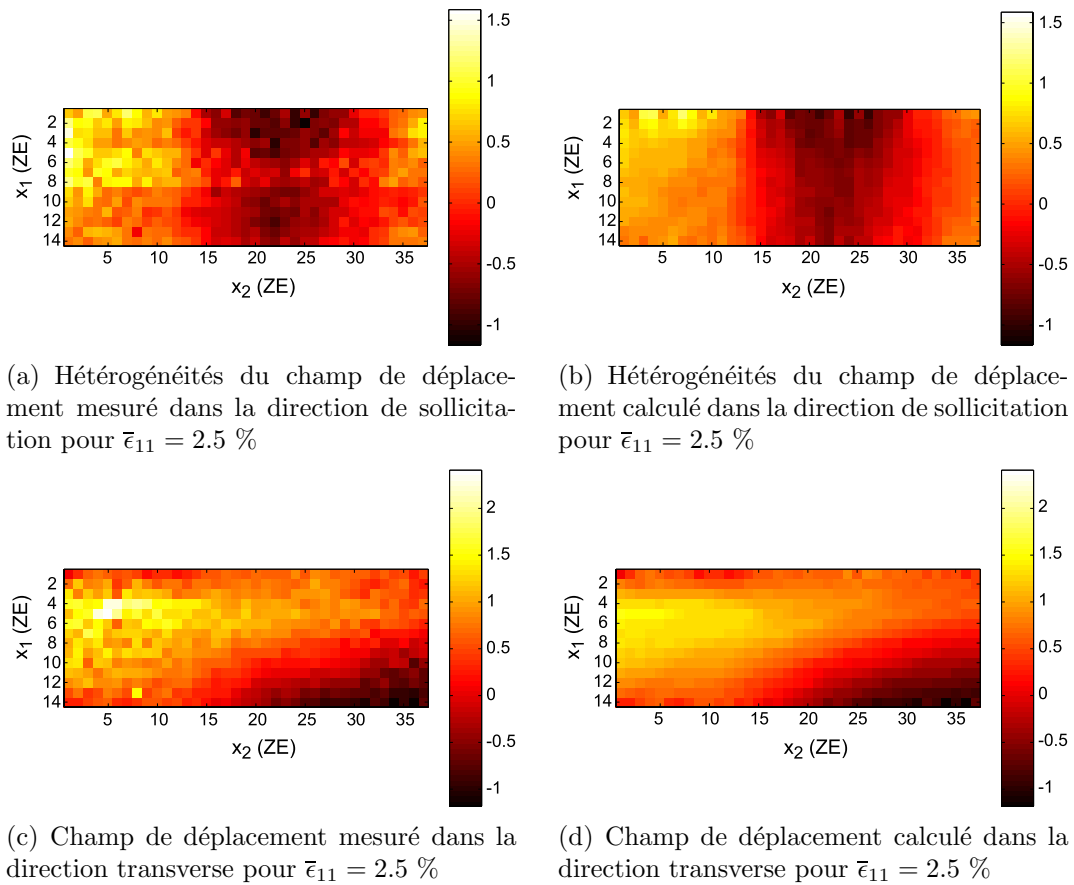 1
0.5
0
-0.5
-1
1.5
2
4
6
8
10
12
14
x1 (ZE)
5 10 15 20 25 30 35
x2 (ZE)
1
0.5
0
-0.5
-1
1.5
2
4
6
8
10
12
14
x1 (ZE)
5 10 15 20 25 30 35
x2 (ZE)
(a) Hétérogénéités du champ de déplace-
ment mesuré dans la direction de sollicita-
tion pour ε̅11 = 2.5 %
(b) Hétérogénéités du champ de déplace-
ment calculé dans la direction de sollicitation
pour ε̅11 = 2.5 %
2
1.5
1
0.5
0
-0.5
-1
2
4
6
8
10
12
14
x1 (ZE)
5 10 15 20 25 30 35
x2 (ZE)
2
1.5
1
0.5
0
-0.5
-1
2
4
6
8
10
12
14
x1 (ZE)
5 10 15 20 25 30 35
x2 (ZE)
(c) Champ de déplacement mesuré dans la
direction transverse pour ε̅11 = 2.5 %
(d) Champ de déplacement calculé dans la
direction transverse pour ε̅11 = 2.5 %